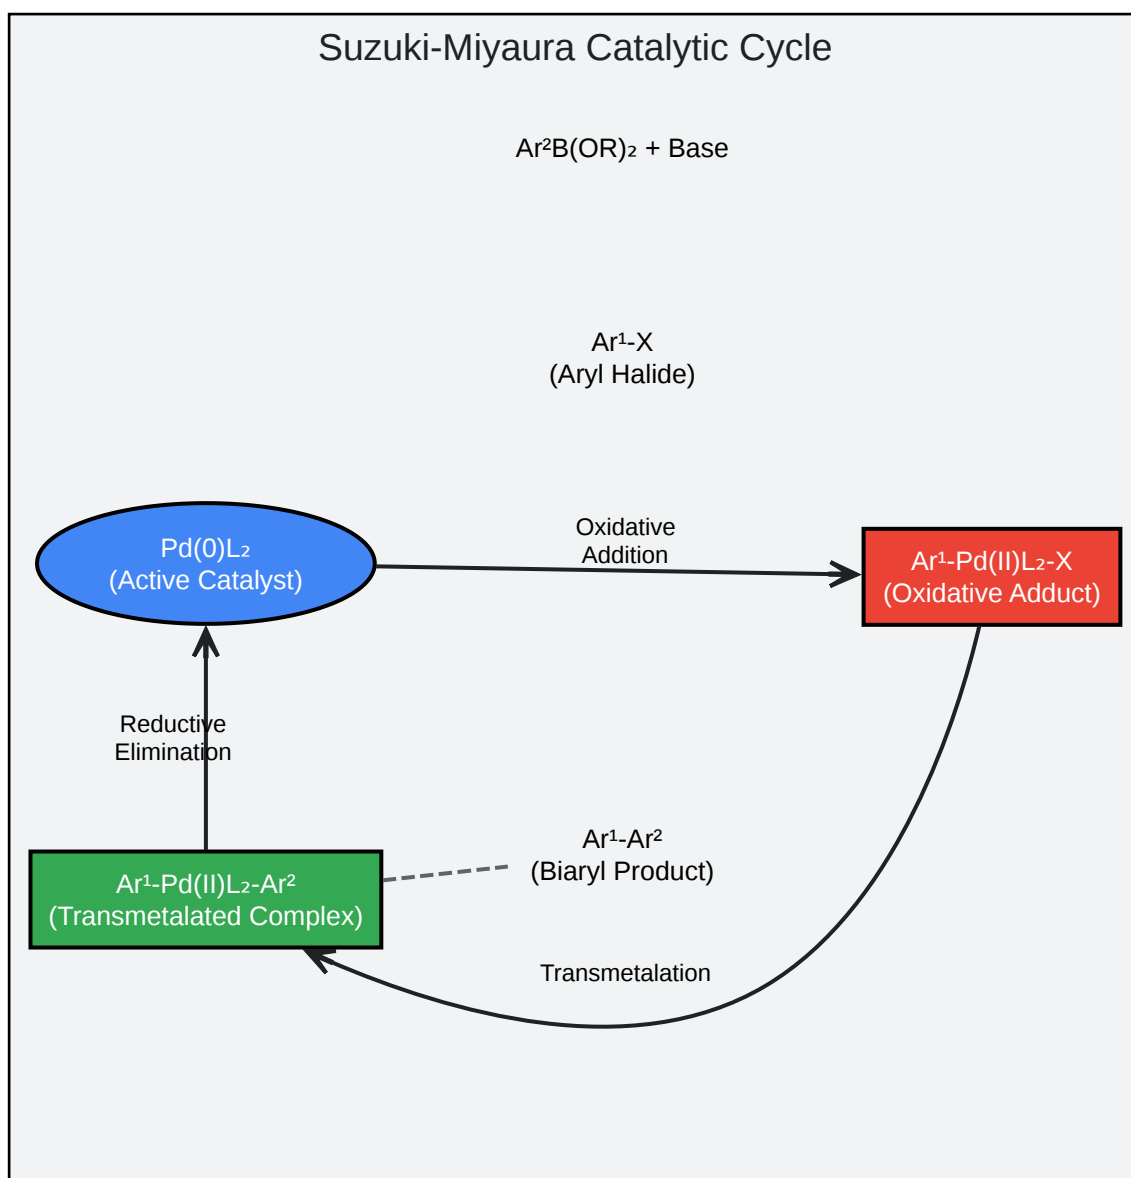 Suzuki-Miyaura Catalytic Cycle
Ar²B(OR)₂ + Base
Ar¹-X
(Aryl Halide)
Oxidative
Addition
Pd(0)L₂
(Active Catalyst)
Ar¹-Pd(II)L₂-X
(Oxidative Adduct)
Reductive
Elimination
Ar¹-Ar²
(Biaryl Product)
Ar¹-Pd(II)L₂-Ar²
(Transmetalated Complex)
Transmetalation